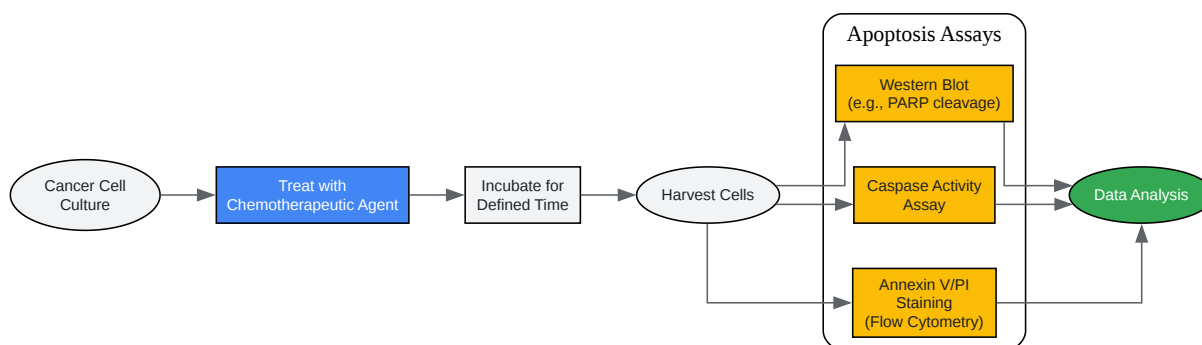 Cancer Cell
Culture
Treat with
Chemotherapeutic Agent
Incubate for
Defined Time
Harvest Cells
Apoptosis Assays
Western Blot
(e.g., PARP cleavage)
Caspase Activity
Assay
Annexin V/PI
Staining
(Flow Cytometry)
Data Analysis